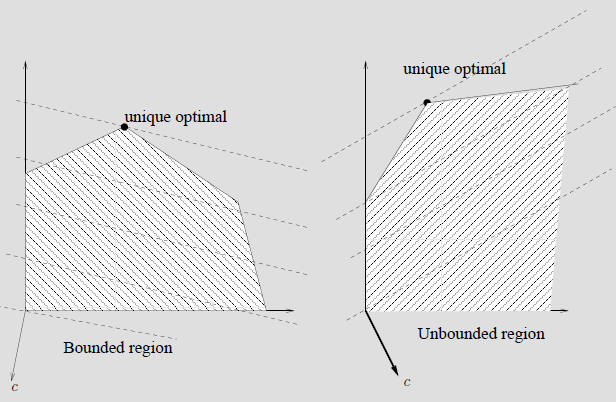 unique optimal
Bounded region
c
unique optimal
Unbounded region
c